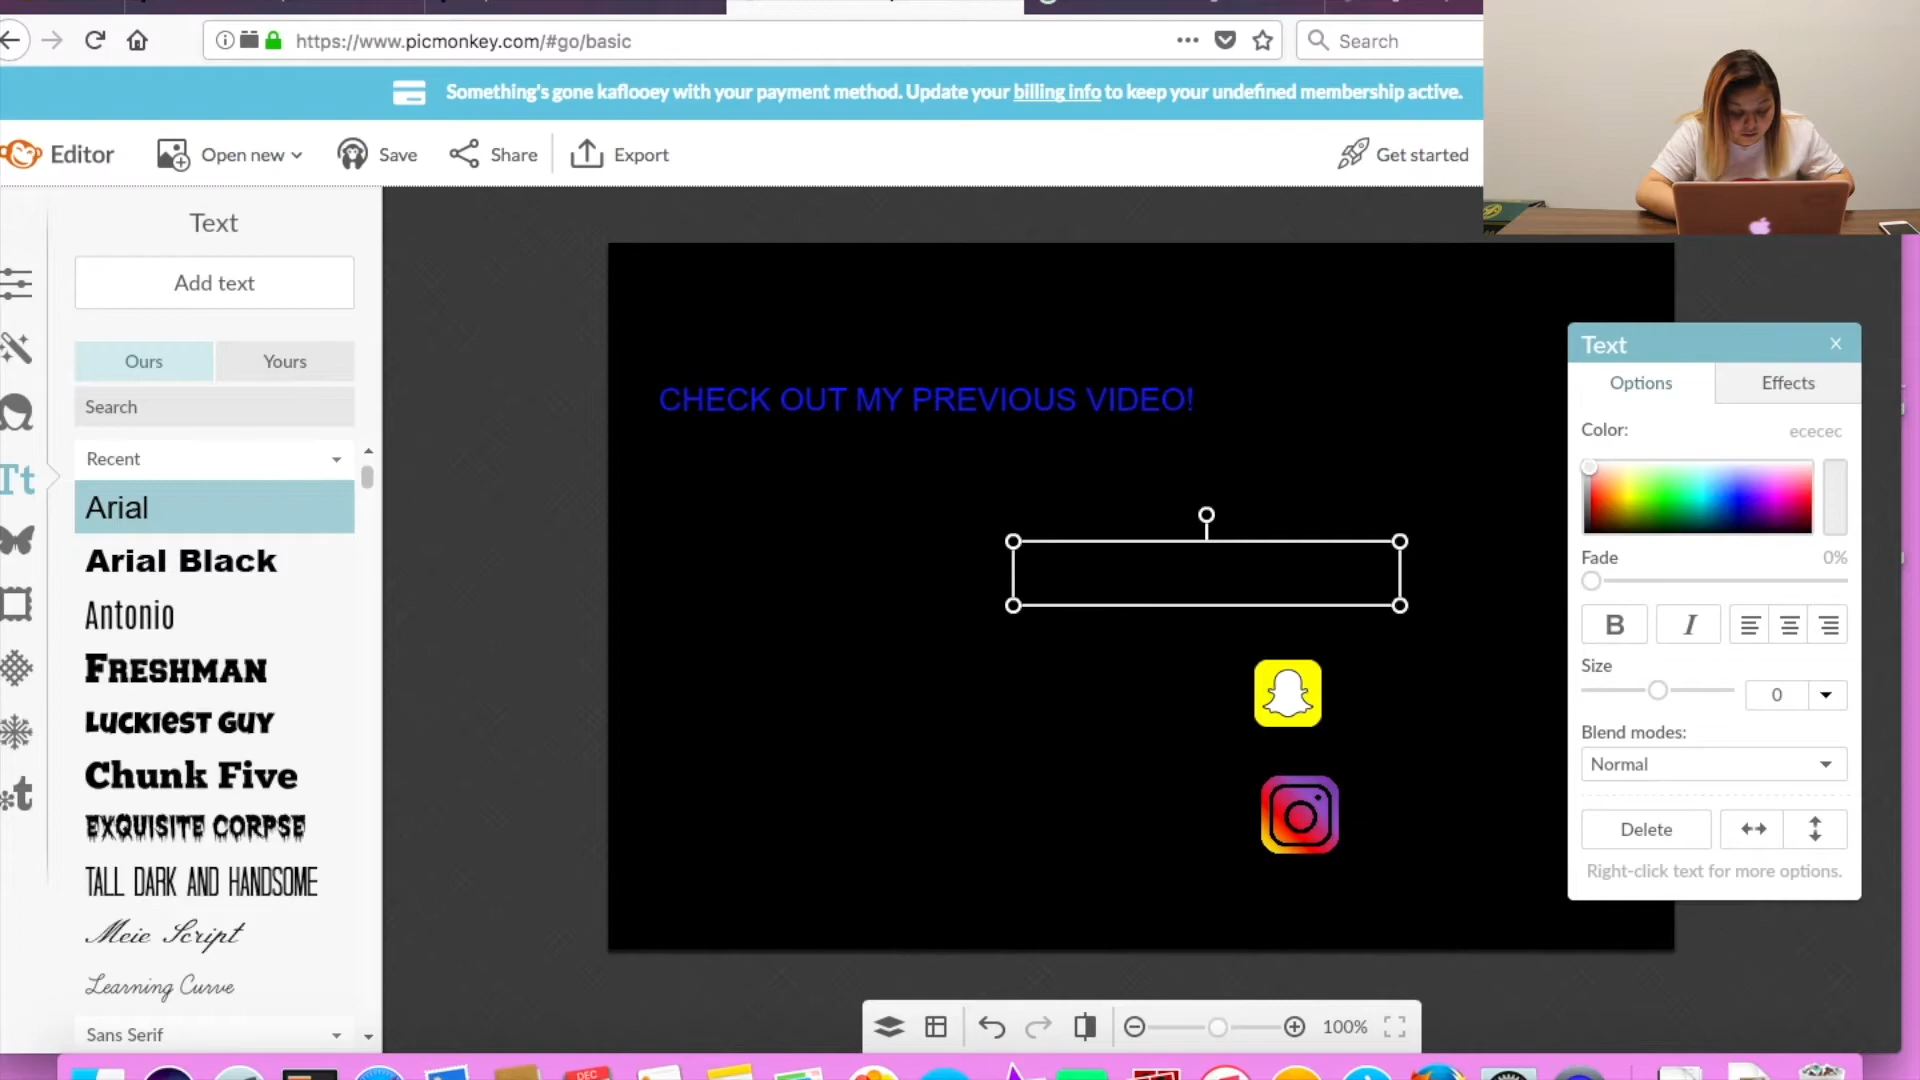 https://www.picmonkey.com/#go/basic
Search
Something's gone kaflooey with your payment method. Update your billing info to keep your undefined membership active.
Editor
Open new
Save
Share
Export
Get started
Text
Add text
Ours
Yours
Search
Recent
Arial
Arial Black
Antonio
FRESHMAN
LUCKIEST GUY
Chunk Five
EXQUISITE CORPSE
TALL DARK AND HANDSOME
Meie Script
Learning Curve
Sans Serif
Tt
t
CHECK OUT MY PREVIOUS VIDEO!
Text
X
Options
Effects
Color:
ececec
Fade
0%
B
I
Size
0
Blend modes:
Normal
Delete
Right-click text for more options.
100%
DEC